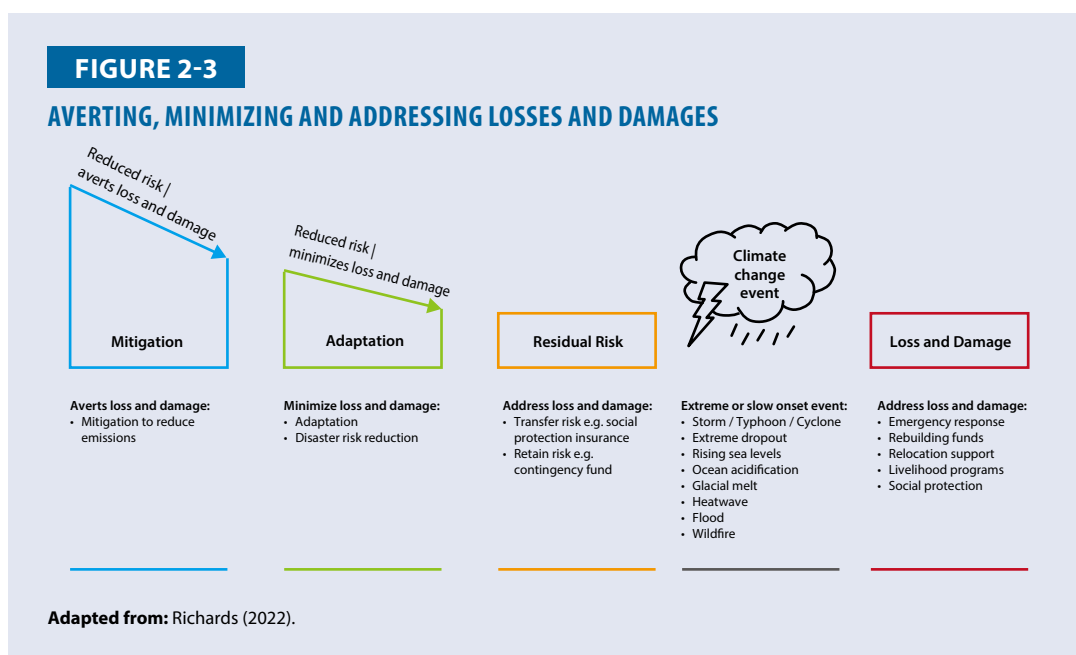 FIGURE 2-3
AVERTING, MINIMIZING AND ADDRESSING LOSSES AND DAMAGES
Reduced risk |
averts loss and damage
Mitigation
Averts loss and damage:
• Mitigation to reduce
emissions
Reduced risk |
minimizes loss and damage
Adaptation
Minimize loss and damage:
• Adaptation
• Disaster risk reduction
Residual Risk
Address loss and damage:
• Transfer risk e.g. social
protection insurance
• Retain risk e.g.
contingency fund
Climate
change
event
Extreme or slow onset event:
• Storm / Typhoon / Cyclone
• Extreme dropout
• Rising sea levels
• Ocean acidification
• Glacial melt
• Heatwave
• Flood
• Wildfire
Loss and Damage
Address loss and damage:
• Emergency response
• Rebuilding funds
• Relocation support
• Livelihood programs
• Social protection
Adapted from: Richards (2022).